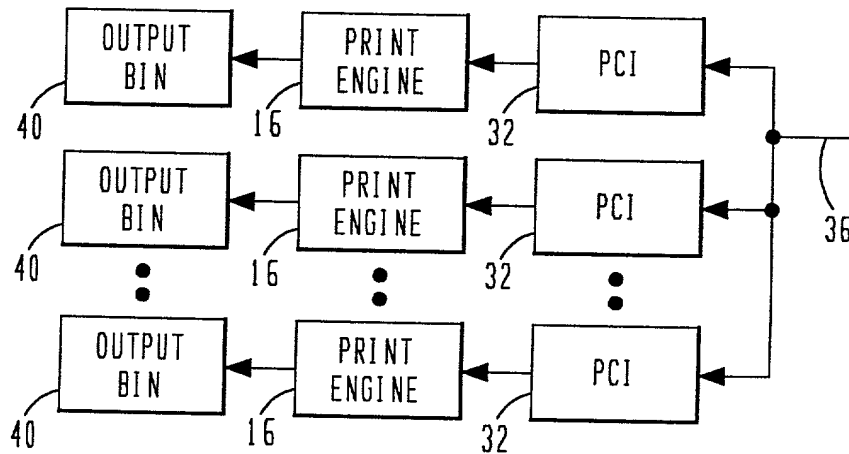 OUTPUT BIN
PRINT ENGINE
PCI
40
16
32
36
OUTPUT BIN
PRINT ENGINE
PCI
40
16
32
OUTPUT BIN
PRINT ENGINE
PCI
40
16
32